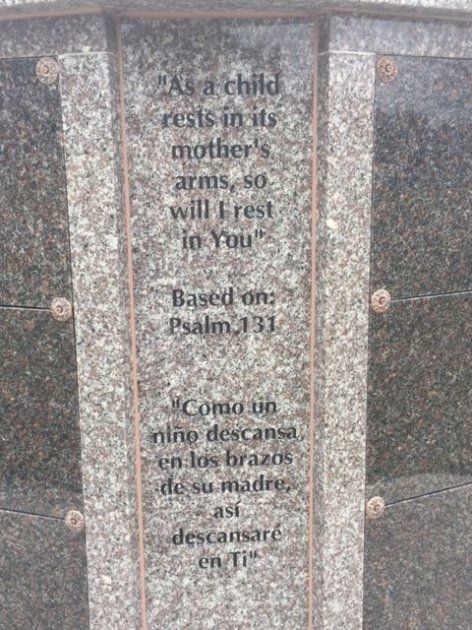 "As a child
rests in its
mother's
arms, so
will I rest
in You"
Based on:
Psalm 131
"Como un
niño descansa
en los brazos
de su madre,
así
descansaré
en Ti"